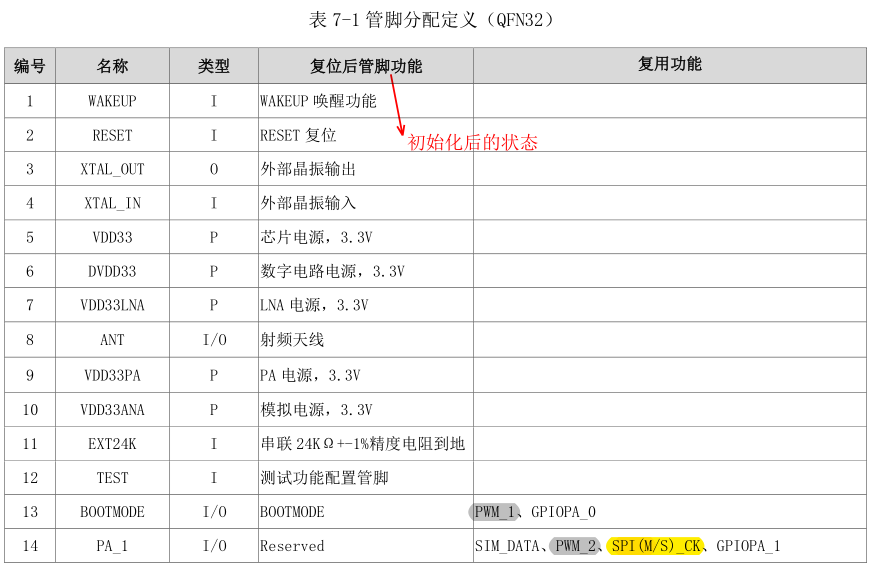 表 7-1 管脚分配定义（QFN32）
编号 名称 类型 复位后管脚功能 复用功能
1 WAKEUP I WAKEUP 唤醒功能
初始化后的状态
2 RESET I RESET 复位
3 XTAL_OUT O 外部晶振输出
4 XTAL_IN I 外部晶振输入
5 VDD33 P 芯片电源，3.3V
6 DVDD33 P 数字电路电源，3.3V
7 VDD33LNA P LNA 电源，3.3V
8 ANT I/O 射频天线
9 VDD33PA P PA 电源，3.3V
10 VDD33ANA P 模拟电源，3.3V
11 EXT24K I 串联 24KΩ+-1%精度电阻到地
12 TEST I 测试功能配置管脚
13 BOOTMODE I/O BOOTMODE PWM_1、GPIOPA_0
14 PA_1 I/O Reserved SIM_DATA、PWM_2、SPI(M/S)_CK、GPIOPA_1